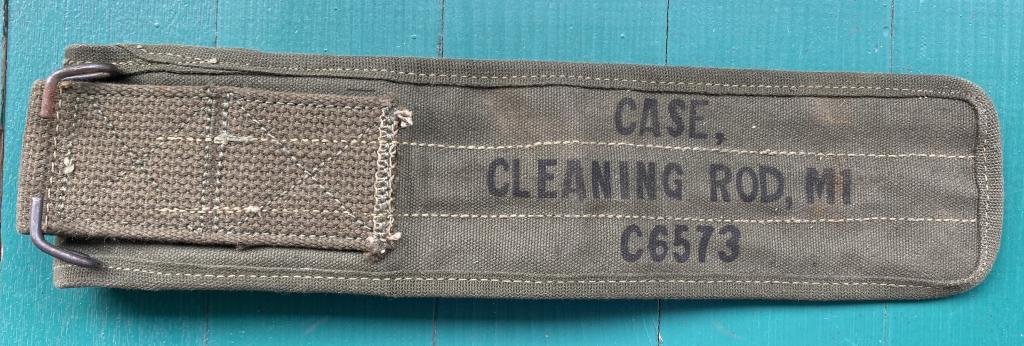 CASE,
CLEANING ROD, M1
C6573